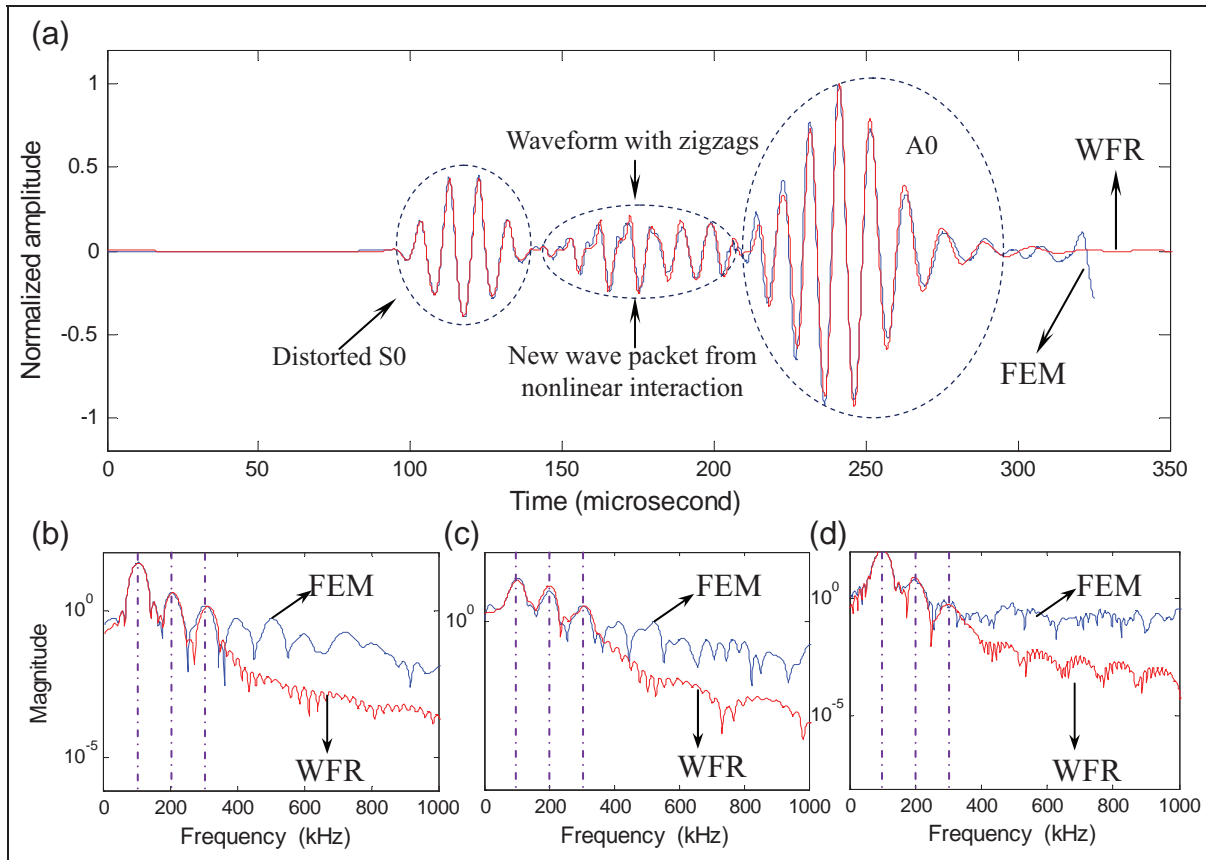 (a)
1
0.5
0
-0.5
-1
Normalized amplitude
Waveform with zigzags
A0
WFR
Distorted S0
New wave packet from
nonlinear interaction
FEM
0 50 100 150 200 250 300 350
Time (microsecond)
(b)
10^0
10^-5
Magnitude
FEM
WFR
0 200 400 600 800 1000
Frequency (kHz)
(c)
10^0
FEM
WFR
0 200 400 600 800 1000
Frequency (kHz)
(d)
10^0
10^-5
FEM
WFR
0 200 400 600 800 1000
Frequency (kHz)